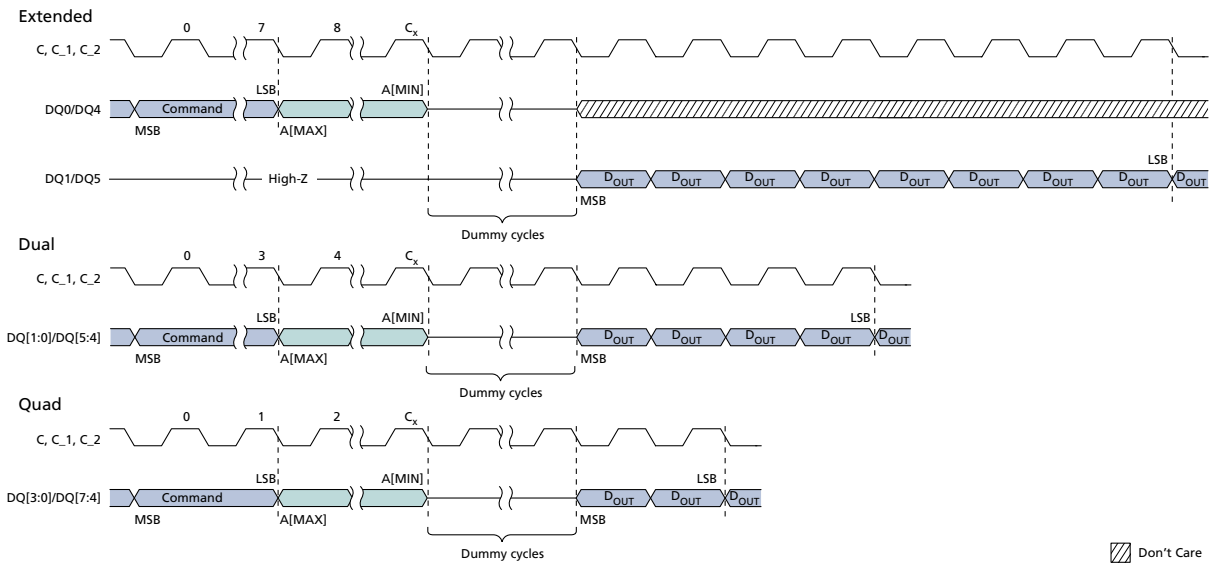 Extended
0 7 8 Cx
C, C_1, C_2
LSB A[MIN]
DQ0/DQ4 Command
MSB A[MAX]
LSB
DQ1/DQ5 High-Z DOUT DOUT DOUT DOUT DOUT DOUT DOUT DOUT DOUT
MSB
Dummy cycles
Dual
0 3 4 Cx
C, C_1, C_2
LSB A[MIN] LSB
DQ[1:0]/DQ[5:4] Command DOUT DOUT DOUT DOUT DOUT
MSB A[MAX] MSB
Dummy cycles
Quad
0 1 2 Cx
C, C_1, C_2
LSB A[MIN] LSB
DQ[3:0]/DQ[7:4] Command DOUT DOUT DOUT
MSB A[MAX] MSB
Dummy cycles
Don't Care